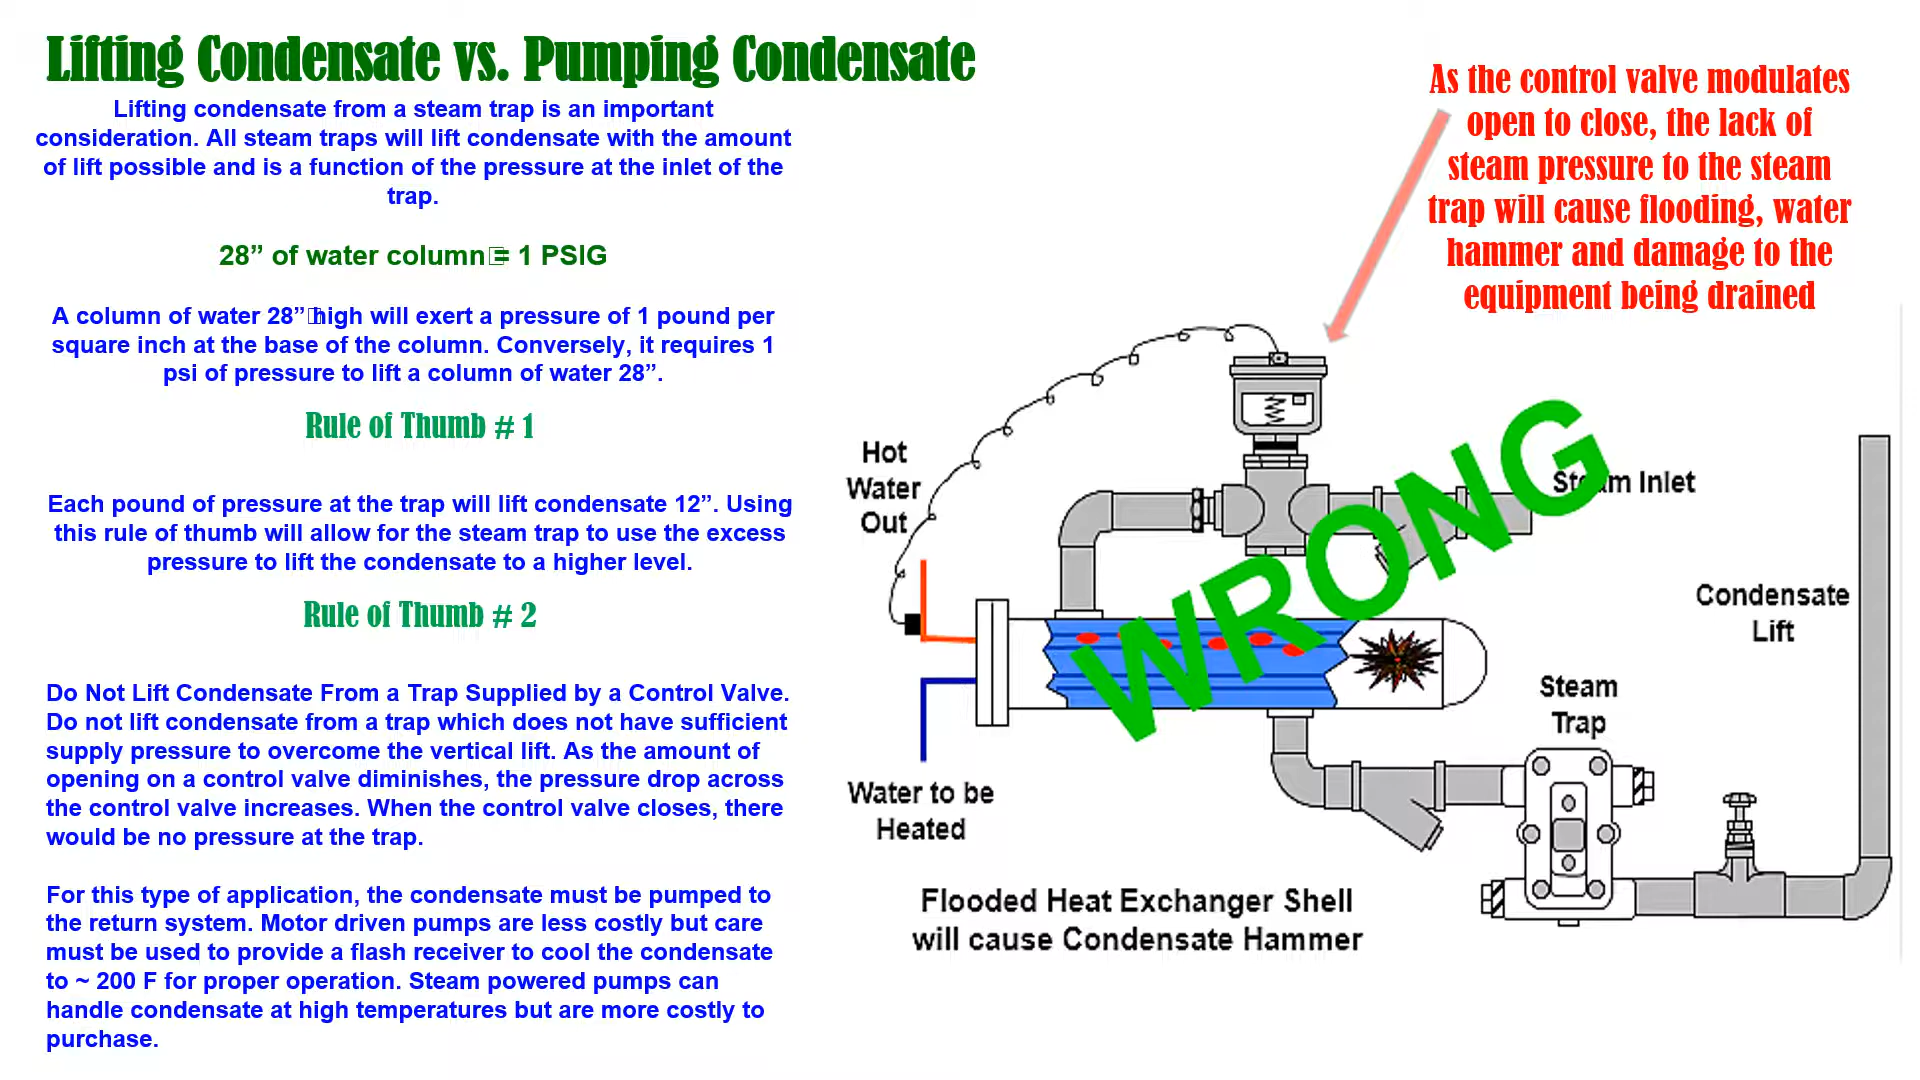 Lifting Condensate vs. Pumping Condensate
Lifting condensate from a steam trap is an important
consideration. All steam traps will lift condensate with the amount
of lift possible and is a function of the pressure at the inlet of the
trap.
28” of water column = 1 PSIG
A column of water 28” high will exert a pressure of 1 pound per
square inch at the base of the column. Conversely, it requires 1
psi of pressure to lift a column of water 28”.
Rule of Thumb # 1
Each pound of pressure at the trap will lift condensate 12”. Using
this rule of thumb will allow for the steam trap to use the excess
pressure to lift the condensate to a higher level.
Rule of Thumb # 2
Do Not Lift Condensate From a Trap Supplied by a Control Valve.
Do not lift condensate from a trap which does not have sufficient
supply pressure to overcome the vertical lift. As the amount of
opening on a control valve diminishes, the pressure drop across
the control valve increases. When the control valve closes, there
would be no pressure at the trap.
For this type of application, the condensate must be pumped to
the return system. Motor driven pumps are less costly but care
must be used to provide a flash receiver to cool the condensate
to ~ 200 F for proper operation. Steam powered pumps can
handle condensate at high temperatures but are more costly to
purchase.
As the control valve modulates
open to close, the lack of
steam pressure to the steam
trap will cause flooding, water
hammer and damage to the
equipment being drained
Hot
Water
Out
Steam Inlet
WRONG
Condensate
Lift
Steam
Trap
Water to be
Heated
Flooded Heat Exchanger Shell
will cause Condensate Hammer